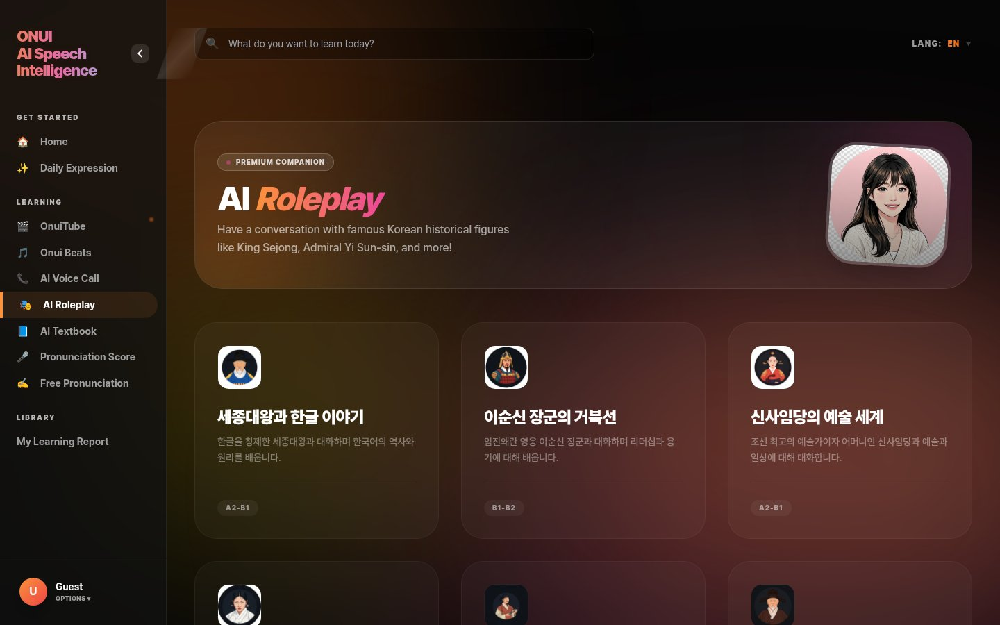 ONUI
AI Speech
Intelligence
What do you want to learn today?
LANG: EN ▼
GET STARTED
Home
Daily Expression
LEARNING
OnuiTube
Onui Beats
AI Voice Call
AI Roleplay
AI Textbook
Pronunciation Score
Free Pronunciation
LIBRARY
My Learning Report
U
Guest
OPTIONS ▾
PREMIUM COMPANION
AI Roleplay
Have a conversation with famous Korean historical figures
like King Sejong, Admiral Yi Sun-sin, and more!
세종대왕과 한글 이야기
한글을 창제한 세종대왕과 대화하며 한국어의 역사와
원리를 배웁니다.
A2-B1
이순신 장군의 거북선
임진왜란 영웅 이순신 장군과 대화하며 리더십과 용
기에 대해 배웁니다.
B1-B2
신사임당의 예술 세계
조선 최고의 예술가이자 어머니인 신사임당과 예술과
일상에 대해 대화합니다.
A2-B1